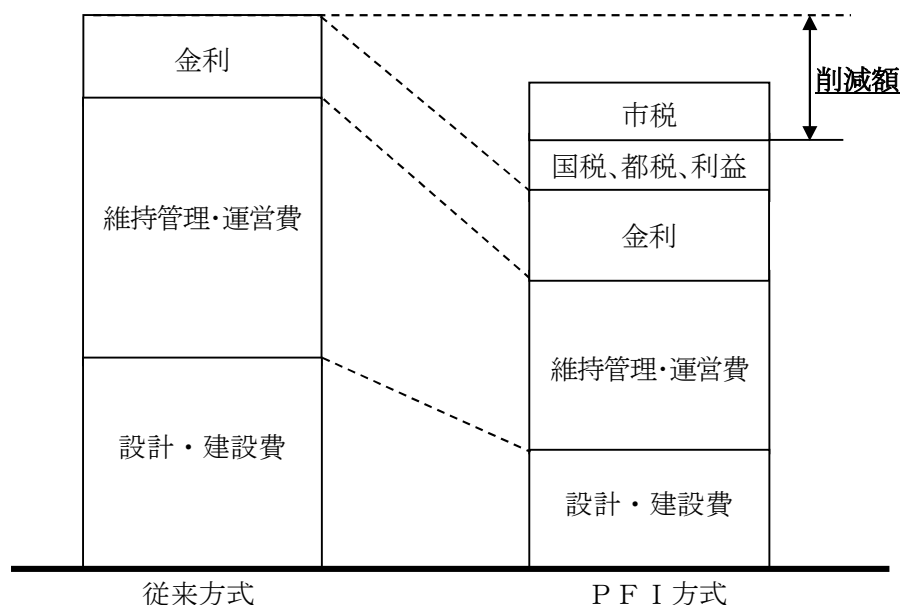 金利
維持管理・運営費
設計・建設費
従来方式
削減額
市税
国税、都税、利益
金利
維持管理・運営費
設計・建設費
ＰＦＩ方式